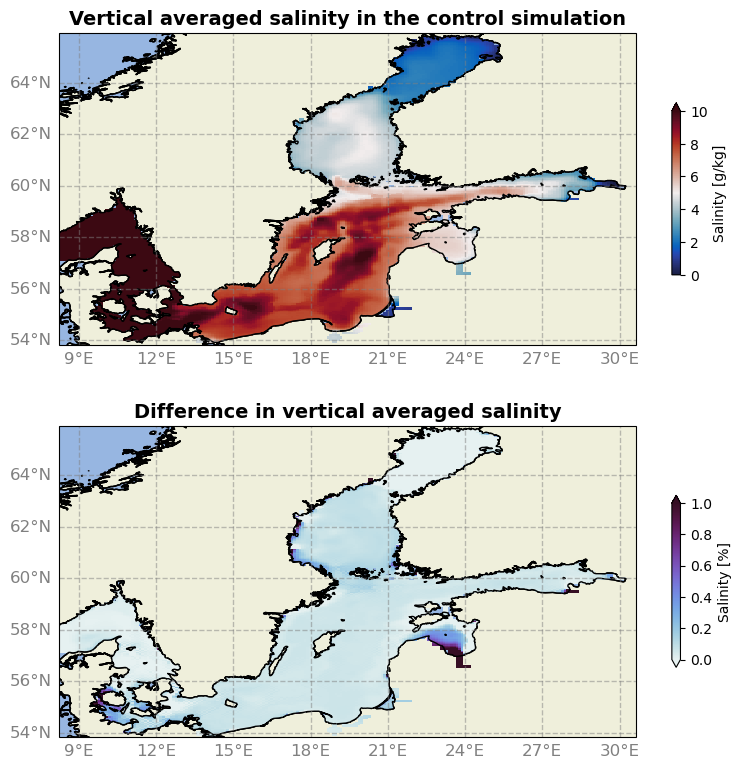 Vertical averaged salinity in the control simulation
64°N
62°N
60°N
58°N
56°N
54°N
9°E 12°E 15°E 18°E 21°E 24°E 27°E 30°E
10
8
6
4
2
0
Salinity [g/kg]
Difference in vertical averaged salinity
64°N
62°N
60°N
58°N
56°N
54°N
9°E 12°E 15°E 18°E 21°E 24°E 27°E 30°E
1.0
0.8
0.6
0.4
0.2
0.0
Salinity [%]